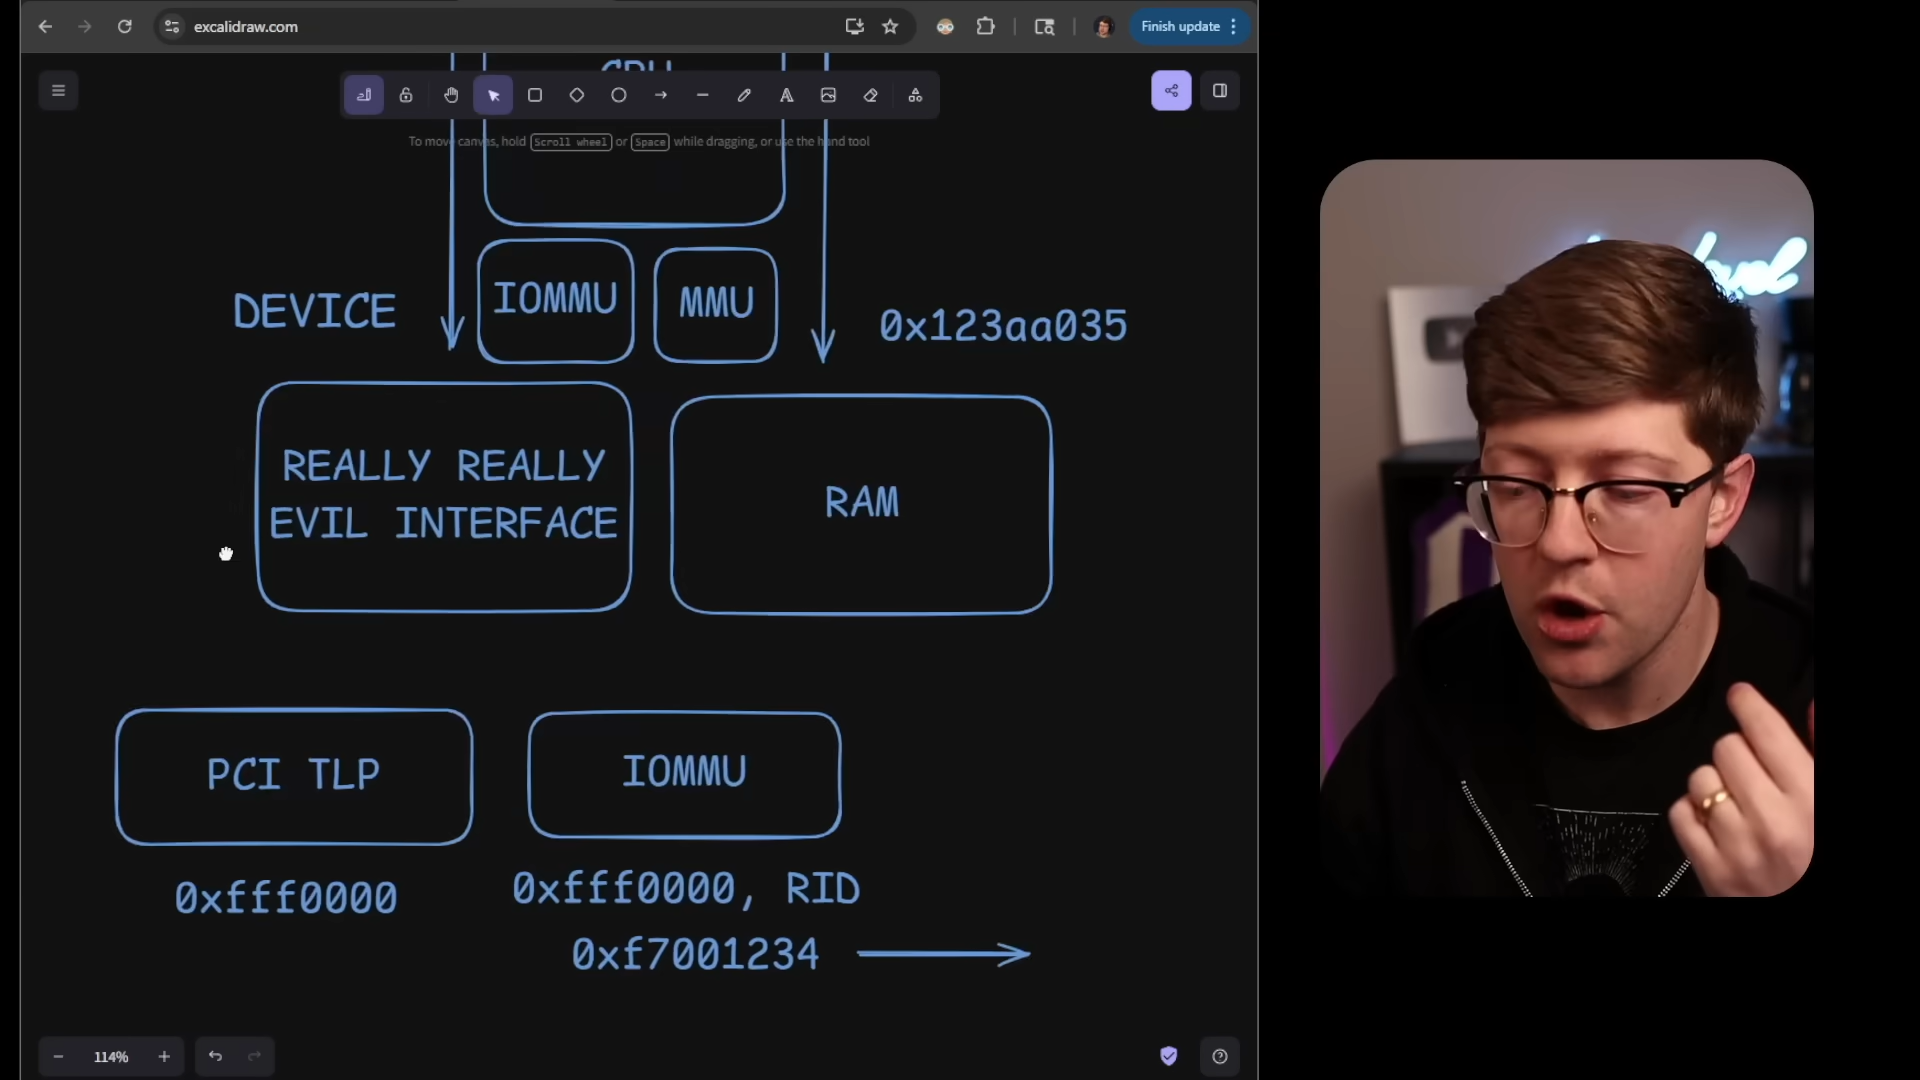 excalidraw.com
Finish update
CPU
To move canvas, hold Scroll wheel or Space while dragging, or use the hand tool
DEVICE
IOMMU
MMU
0x123aa035
REALLY REALLY
EVIL INTERFACE
RAM
PCI TLP
IOMMU
0xfff0000
0xfff0000, RID
0xf7001234
114%